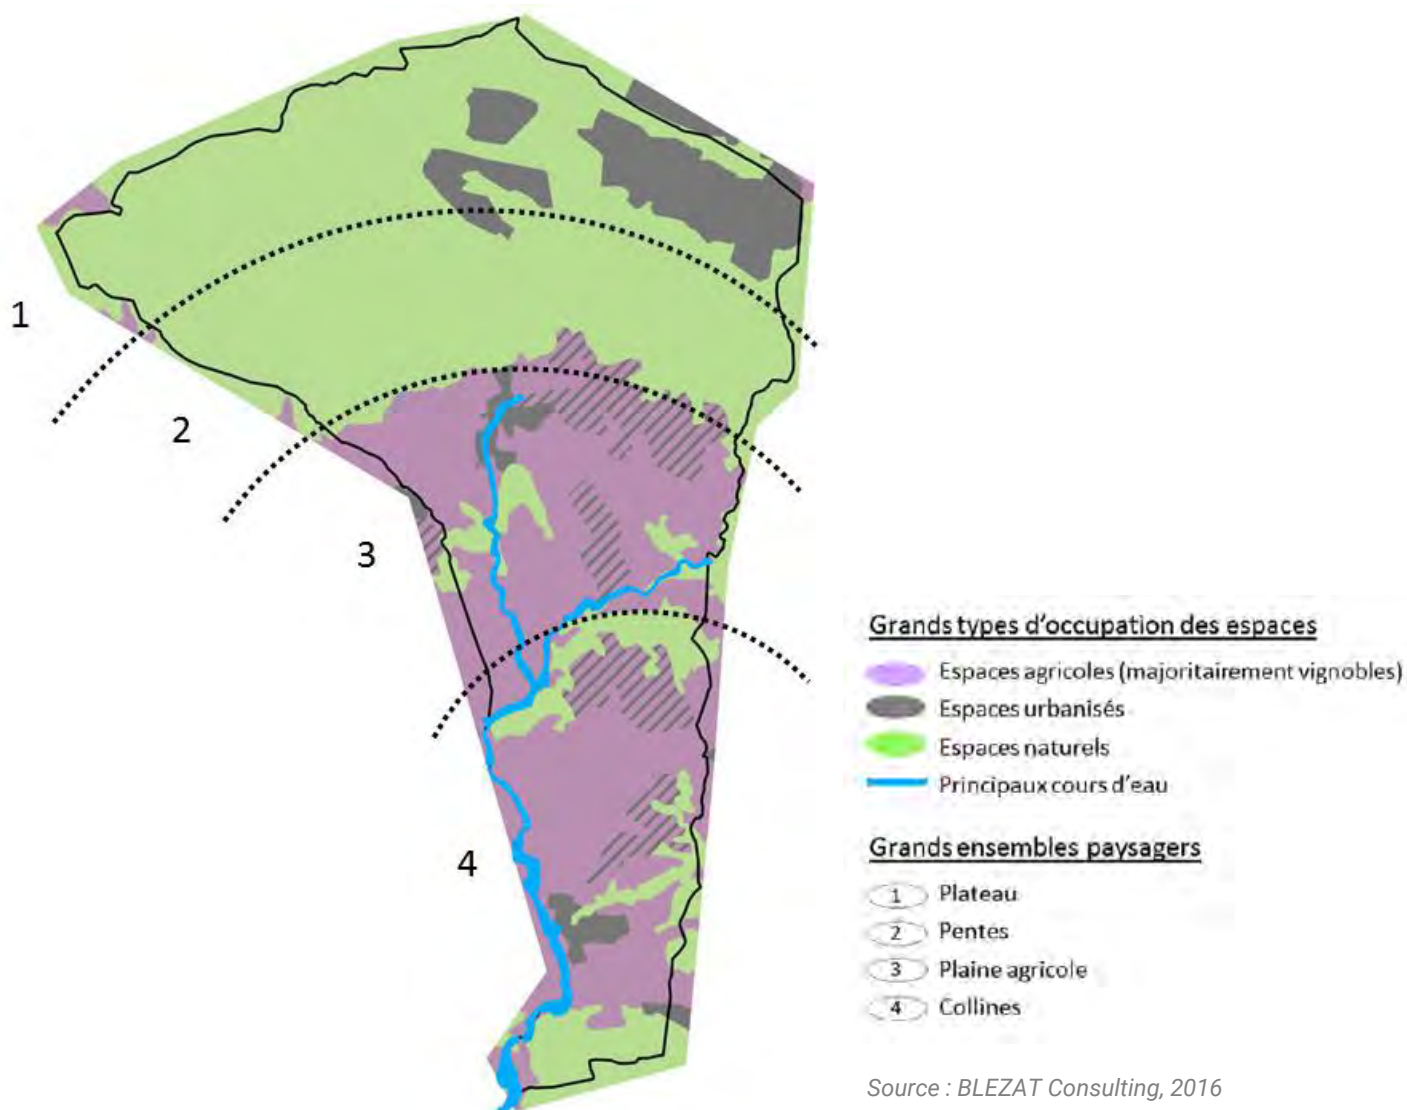 1
2
3
4
Grands types d'occupation des espaces
Espaces agricoles (majoritairement vignobles)
Espaces urbanisés
Espaces naturels
Principaux cours d'eau
Grands ensembles paysagers
1 Plateau
2 Pentes
3 Plaine agricole
4 Collines
Source : BLEZAT Consulting, 2016